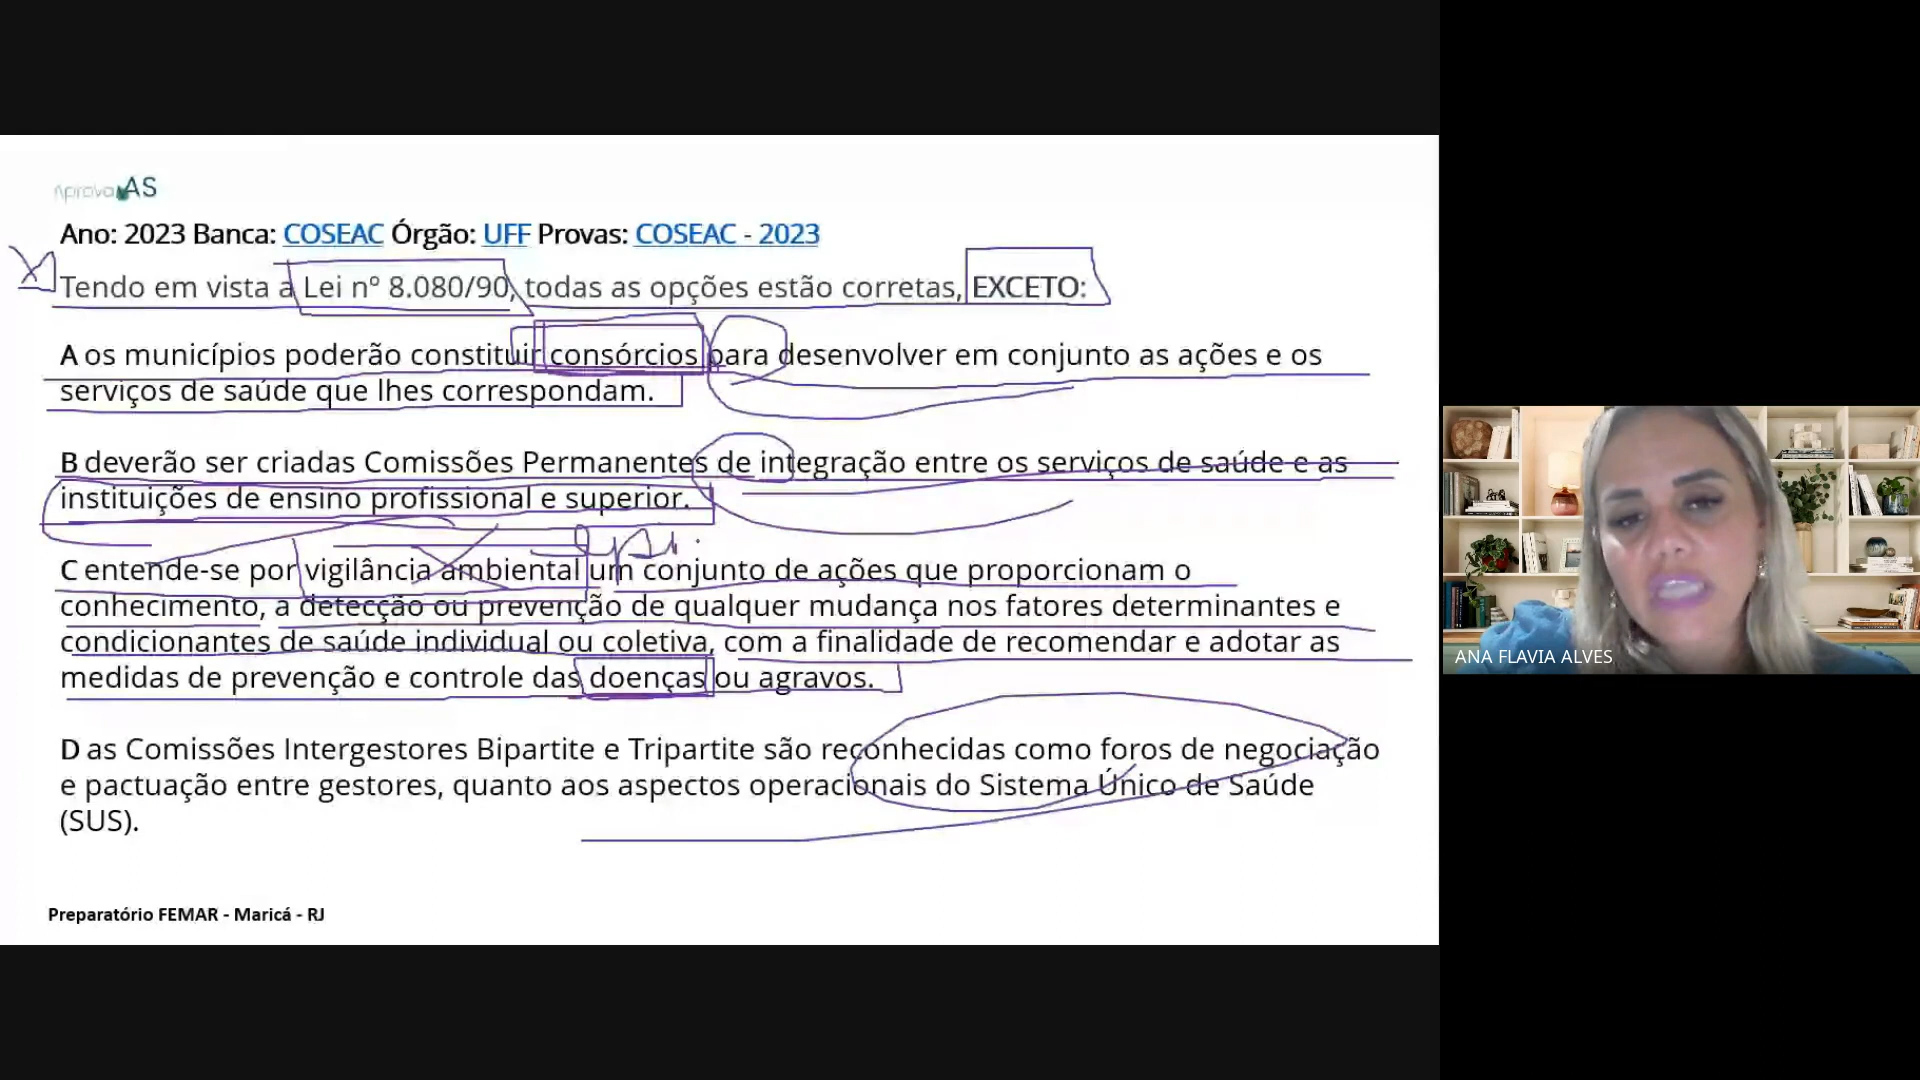 AprovaAS
Ano: 2023 Banca: COSEAC Órgão: UFF Provas: COSEAC - 2023
Tendo em vista a Lei nº 8.080/90, todas as opções estão corretas, EXCETO:
A os municípios poderão constituir consórcios para desenvolver em conjunto as ações e os
serviços de saúde que lhes correspondam.
B deverão ser criadas Comissões Permanentes de integração entre os serviços de saúde e as
instituições de ensino profissional e superior.
C entende-se por vigilância ambiental um conjunto de ações que proporcionam o
conhecimento, a detecção ou prevenção de qualquer mudança nos fatores determinantes e
condicionantes de saúde individual ou coletiva, com a finalidade de recomendar e adotar as
medidas de prevenção e controle das doenças ou agravos.
D as Comissões Intergestores Bipartite e Tripartite são reconhecidas como foros de negociação
e pactuação entre gestores, quanto aos aspectos operacionais do Sistema Único de Saúde
(SUS).
Preparatório FEMAR - Maricá - RJ
ANA FLAVIA ALVES